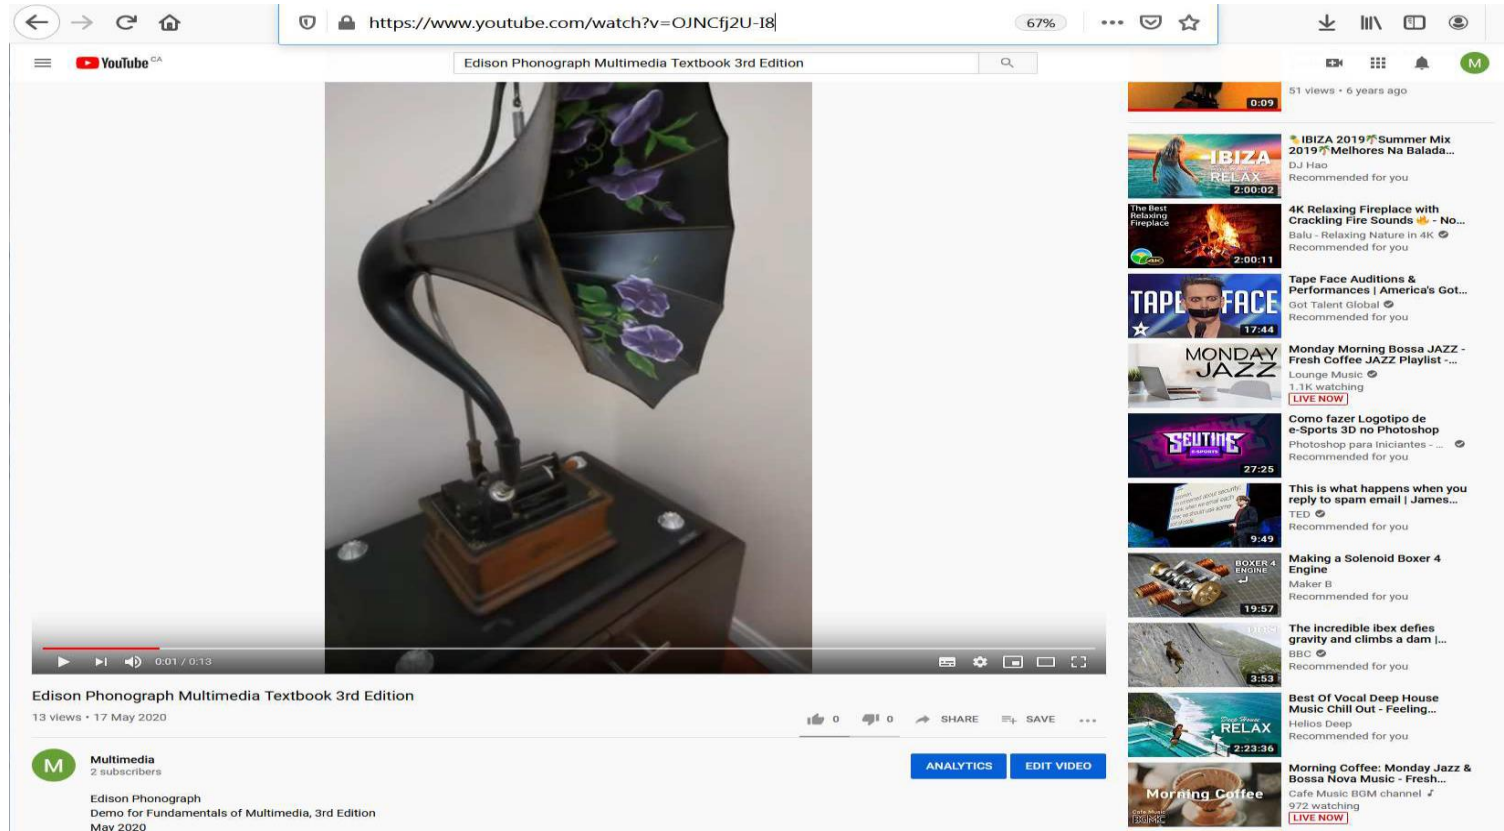 https://www.youtube.com/watch?v=OJNCfj2U-I8
67%
YouTube CA
Edison Phonograph Multimedia Textbook 3rd Edition
M
0:01 / 0:13
Edison Phonograph Multimedia Textbook 3rd Edition
13 views • 17 May 2020
0
0
SHARE
SAVE
M
Multimedia
2 subscribers
ANALYTICS
EDIT VIDEO
Edison Phonograph
Demo for Fundamentals of Multimedia, 3rd Edition
May 2020
0:09
51 views • 6 years ago
IBIZA
RELAX
2:00:02
🍹IBIZA 2019🌴Summer Mix
2019🌴Melhores Na Balada...
DJ Hao
Recommended for you
The Best
Relaxing
Fireplace
4K
2:00:11
4K Relaxing Fireplace with
Crackling Fire Sounds 🔥 - No...
Balu - Relaxing Nature in 4K
Recommended for you
TAPE FACE
17:44
Tape Face Auditions &
Performances | America's Got...
Got Talent Global
Recommended for you
MONDAY
JAZZ
Monday Morning Bossa JAZZ -
Fresh Coffee JAZZ Playlist -...
Lounge Music
1.1K watching
LIVE NOW
SEUTINE
E-SPORTS
27:25
Como fazer Logotipo de
e-Sports 3D no Photoshop
Photoshop para Iniciantes - ...
Recommended for you
9:49
This is what happens when you
reply to spam email | James...
TED
Recommended for you
BOXER 4
ENGINE
19:57
Making a Solenoid Boxer 4
Engine
Maker B
Recommended for you
3:53
The incredible ibex defies
gravity and climbs a dam |...
BBC
Recommended for you
Deep House
RELAX
2:23:36
Best Of Vocal Deep House
Music Chill Out - Feeling...
Helios Deep
Recommended for you
Morning Coffee
Cafe Music
BGMC
Morning Coffee: Monday Jazz &
Bossa Nova Music - Fresh...
Cafe Music BGM channel ♪
972 watching
LIVE NOW